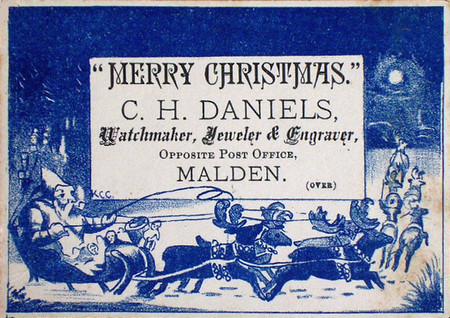 "MERRY CHRISTMAS."
C. H. DANIELS,
Watchmaker, Jeweler & Engraver,
OPPOSITE POST OFFICE,
MALDEN.
(OVER)
K.C.C.